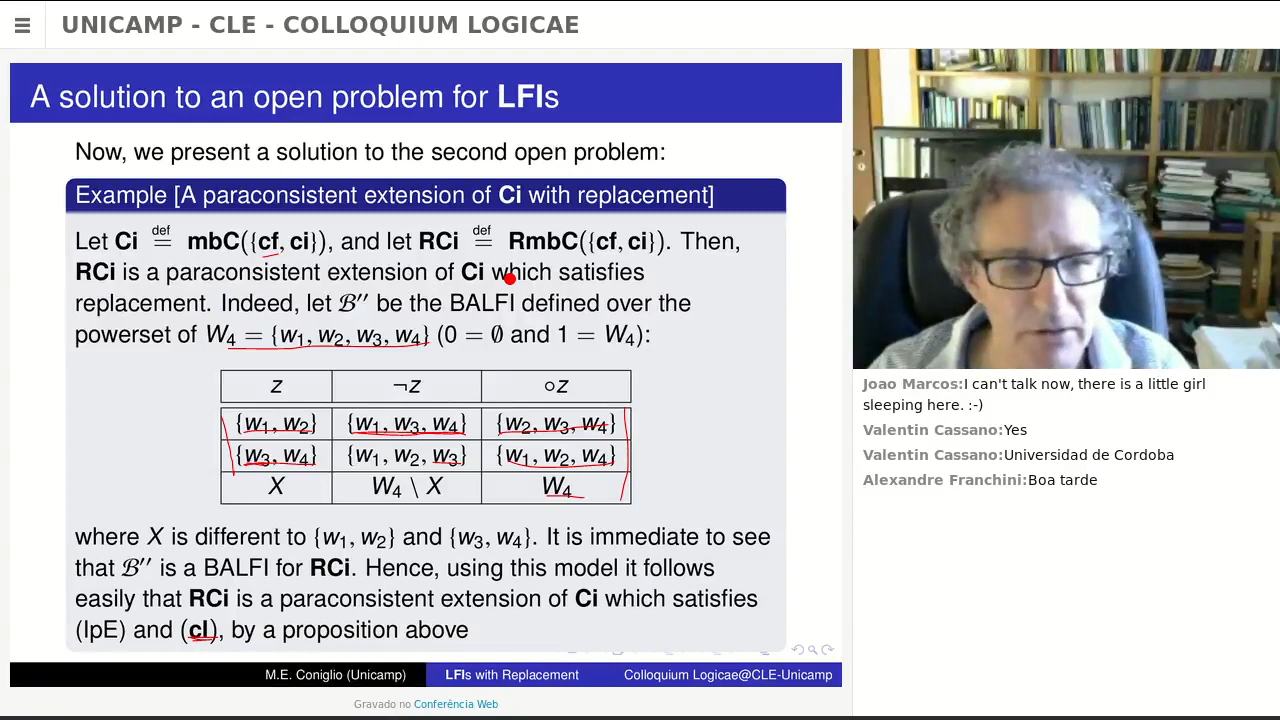 UNICAMP - CLE - COLLOQUIUM LOGICAE
A solution to an open problem for LFIs
Now, we present a solution to the second open problem:
Example [A paraconsistent extension of Ci with replacement]
Let Ci def = mbC({cf, ci}), and let RCi def = RmbC({cf, ci}). Then,
RCi is a paraconsistent extension of Ci which satisfies
replacement. Indeed, let ℬ′′ be the BALFI defined over the
powerset of W₄ = {w₁, w₂, w₃, w₄} (0 = ∅ and 1 = W₄):
z ¬z ∘z
{w₁, w₂} {w₁, w₃, w₄} {w₂, w₃, w₄}
{w₃, w₄} {w₁, w₂, w₃} {w₁, w₂, w₄}
X W₄ \ X W₄
where X is different to {w₁, w₂} and {w₃, w₄}. It is immediate to see
that ℬ′′ is a BALFI for RCi. Hence, using this model it follows
easily that RCi is a paraconsistent extension of Ci which satisfies
(IpE) and (cl), by a proposition above
M.E. Coniglio (Unicamp) LFIs with Replacement Colloquium Logicae@CLE-Unicamp
Gravado no Conferência Web
Joao Marcos:I can't talk now, there is a little girl
sleeping here. :-)
Valentin Cassano:Yes
Valentin Cassano:Universidad de Cordoba
Alexandre Franchini:Boa tarde